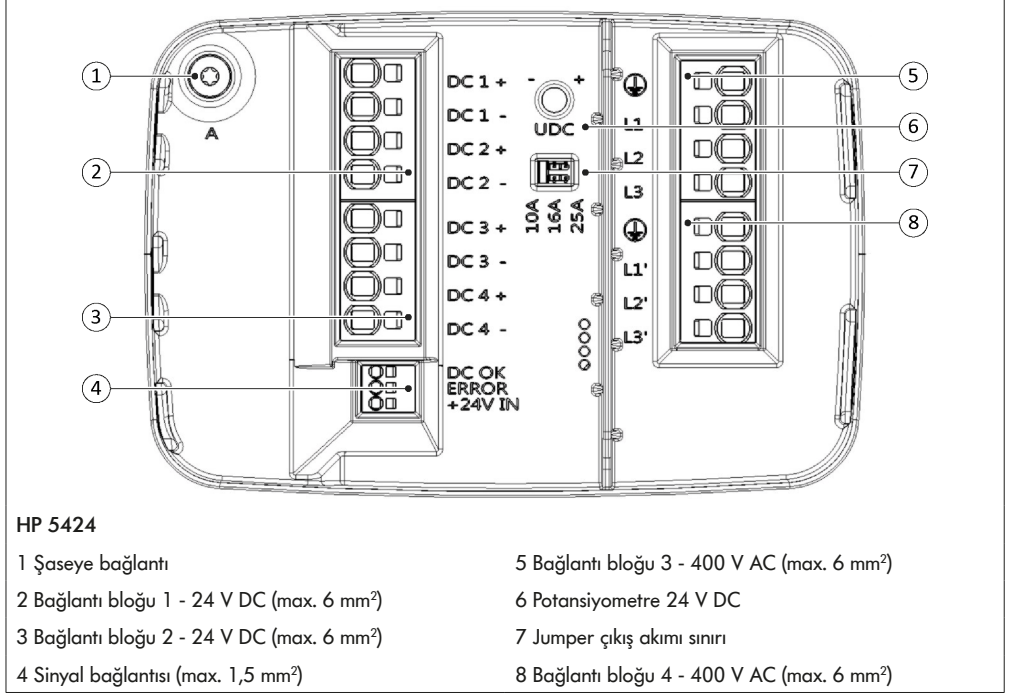 1
A
2
3
4
DC 1 +
DC 1 -
DC 2 +
DC 2 -
DC 3 +
DC 3 -
DC 4 +
DC 4 -
DC OK
ERROR
+24V IN
- +
UDC
10A
16A
25A
L1
L2
L3
L1'
L2'
L3'
5
6
7
8
HP 5424
1 Şaseye bağlantı
2 Bağlantı bloğu 1 - 24 V DC (max. 6 mm²)
3 Bağlantı bloğu 2 - 24 V DC (max. 6 mm²)
4 Sinyal bağlantısı (max. 1,5 mm²)
5 Bağlantı bloğu 3 - 400 V AC (max. 6 mm²)
6 Potansiyometre 24 V DC
7 Jumper çıkış akımı sınırı
8 Bağlantı bloğu 4 - 400 V AC (max. 6 mm²)